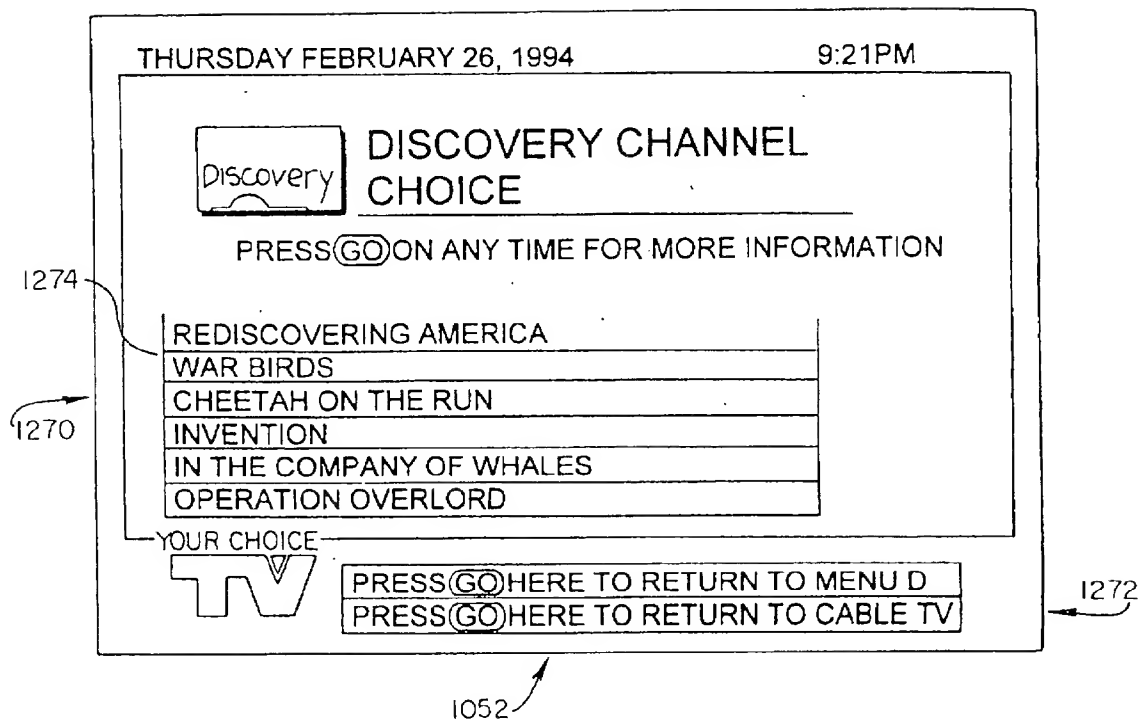 THURSDAY FEBRUARY 26, 1994 9:21PM
Discovery
DISCOVERY CHANNEL
CHOICE
PRESS GO ON ANY TIME FOR MORE INFORMATION
1274
REDISCOVERING AMERICA
WAR BIRDS
CHEETAH ON THE RUN
1270
INVENTION
IN THE COMPANY OF WHALES
OPERATION OVERLORD
YOUR CHOICE
TV
PRESS GO HERE TO RETURN TO MENU D
1272
PRESS GO HERE TO RETURN TO CABLE TV
1052